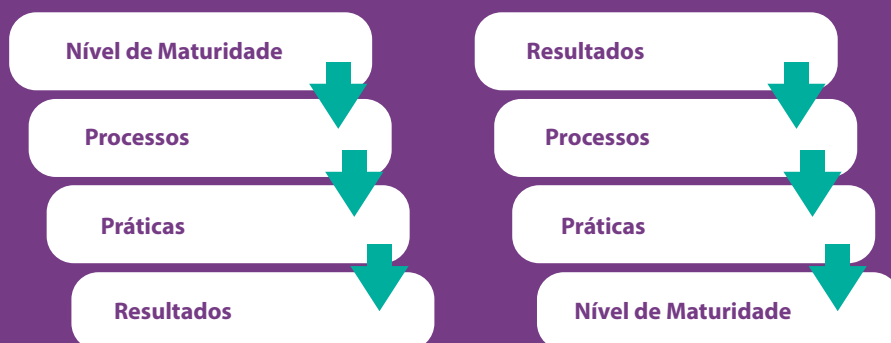 Nível de Maturidade
Processos
Práticas
Resultados
Resultados
Processos
Práticas
Nível de Maturidade